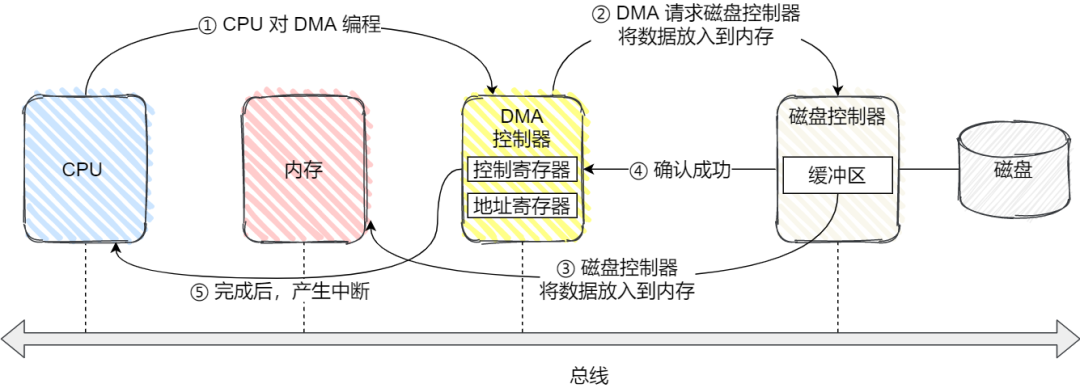 ① CPU 对 DMA 编程
② DMA 请求磁盘控制器
将数据放入到内存
CPU
内存
DMA
控制器
控制寄存器
地址寄存器
④ 确认成功
磁盘控制器
缓冲区
磁盘
③ 磁盘控制器
将数据放入到内存
⑤ 完成后，产生中断
总线